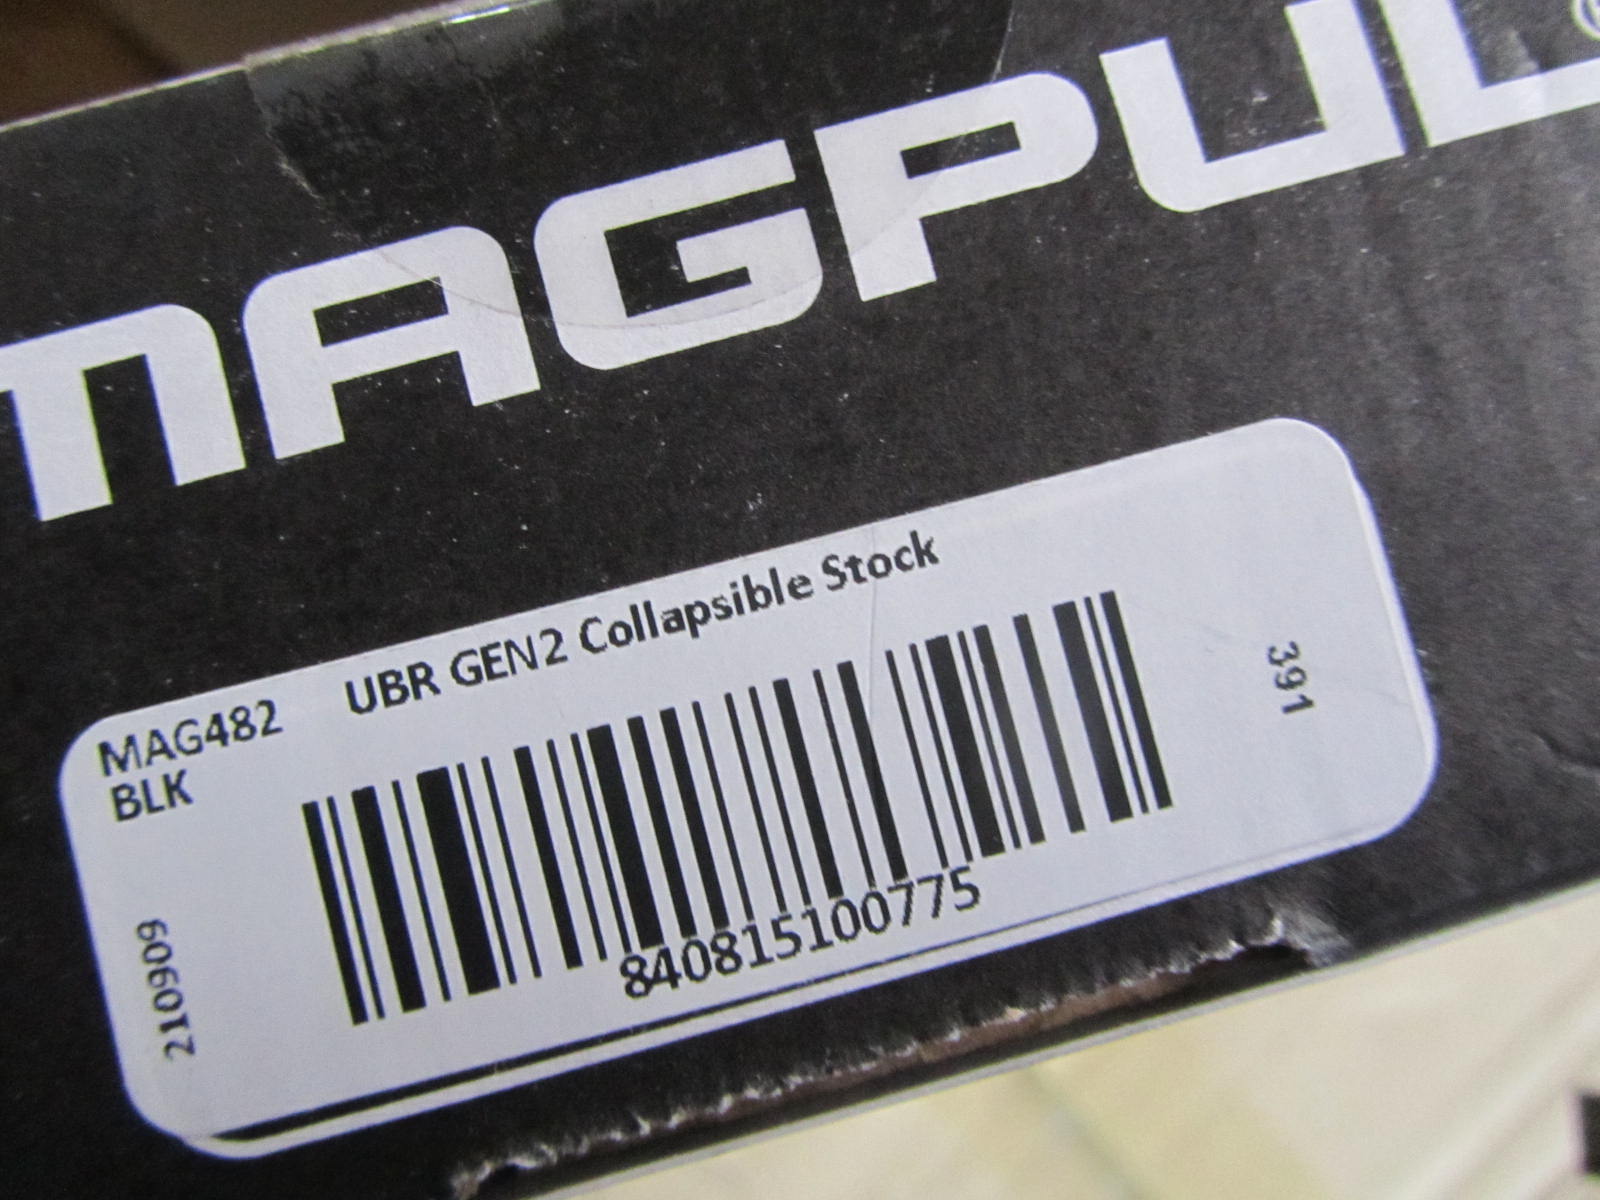 MAGPUL®
MAG482 UBR GEN2 Collapsible Stock
BLK
840815100775
210909
391